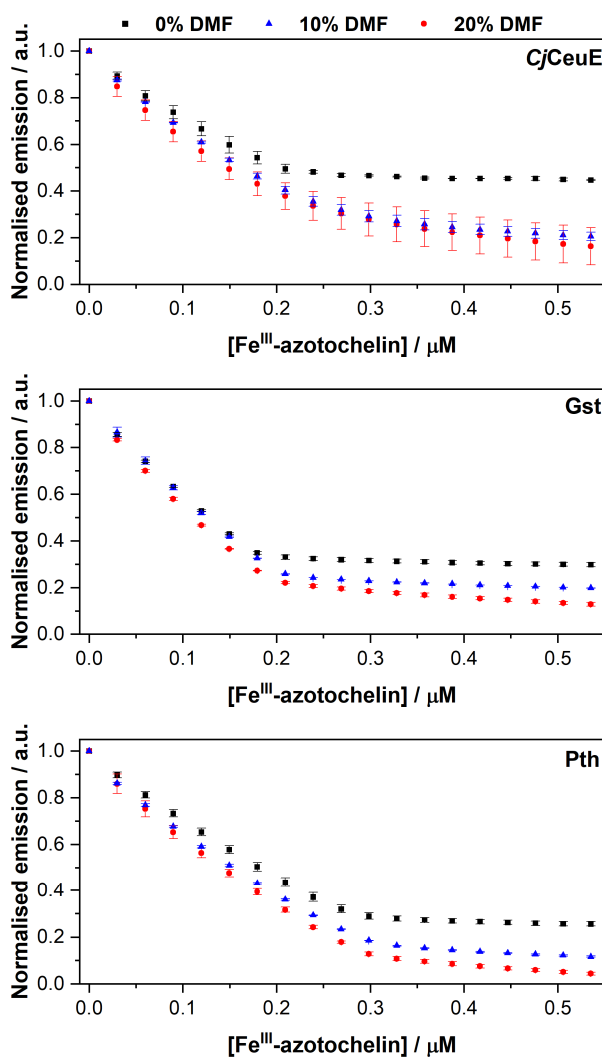 0% DMF 10% DMF 20% DMF
CjCeuE
Normalised emission / a.u.
1.0
0.8
0.6
0.4
0.2
0.0
0.0 0.1 0.2 0.3 0.4 0.5
[Feᴵᴵᴵ-azotochelin] / μM
Gst
Normalised emission / a.u.
1.0
0.8
0.6
0.4
0.2
0.0
0.0 0.1 0.2 0.3 0.4 0.5
[Feᴵᴵᴵ-azotochelin] / μM
Pth
Normalised emission / a.u.
1.0
0.8
0.6
0.4
0.2
0.0
0.0 0.1 0.2 0.3 0.4 0.5
[Feᴵᴵᴵ-azotochelin] / μM